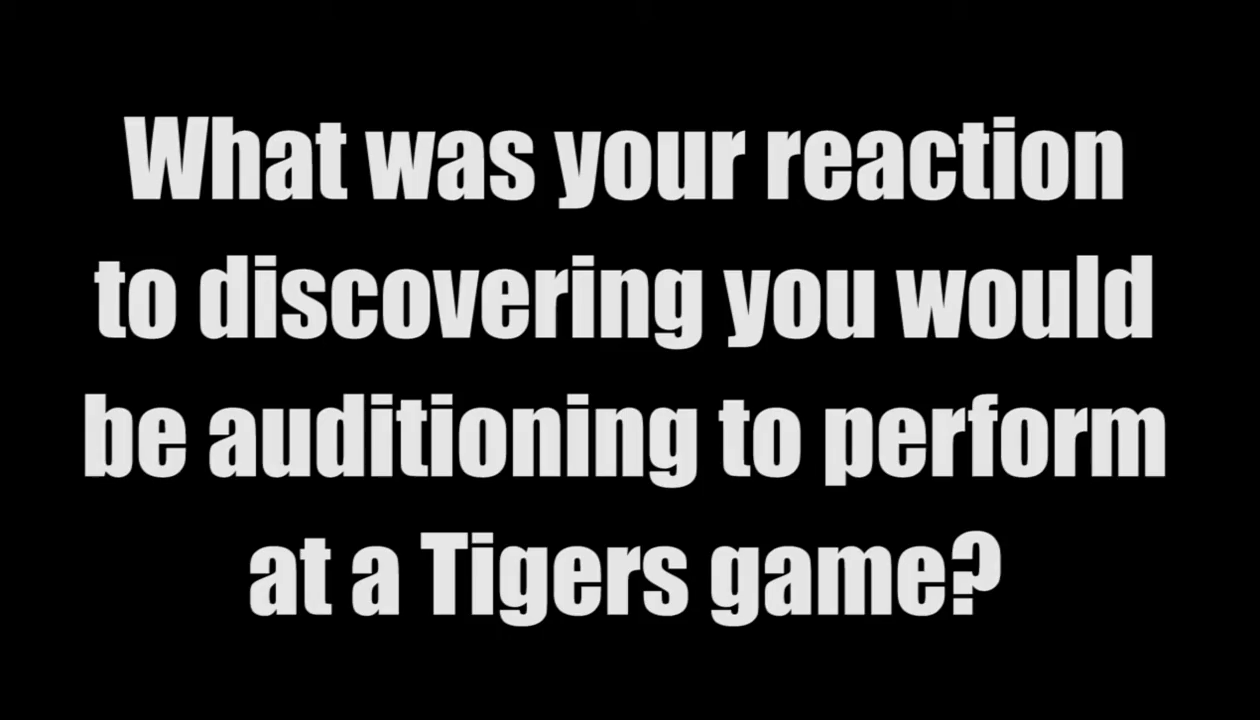 What was your reaction
to discovering you would
be auditioning to perform
at a Tigers game?